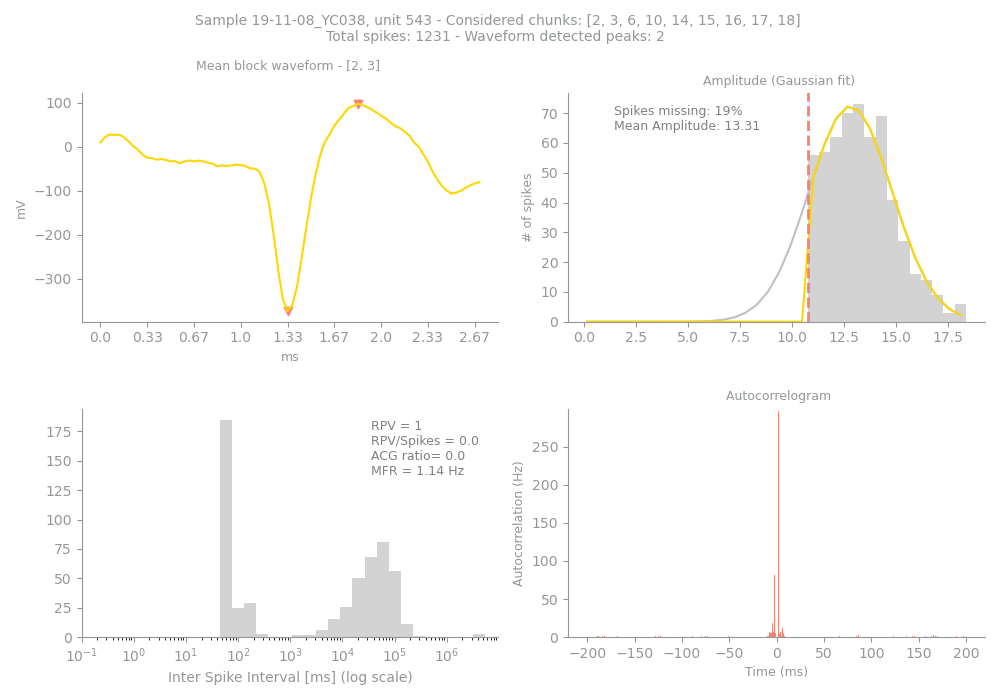 Sample 19-11-08_YC038, unit 543 - Considered chunks: [2, 3, 6, 10, 14, 15, 16, 17, 18]
Total spikes: 1231 - Waveform detected peaks: 2
Mean block waveform - [2, 3]
100
0
−100
−200
−300
mV
0.0 0.33 0.67 1.0 1.33 1.67 2.0 2.33 2.67
ms
Amplitude (Gaussian fit)
Spikes missing: 19%
Mean Amplitude: 13.31
70
60
50
40
30
20
10
0
# of spikes
0.0 2.5 5.0 7.5 10.0 12.5 15.0 17.5
RPV = 1
RPV/Spikes = 0.0
ACG ratio= 0.0
MFR = 1.14 Hz
175
150
125
100
75
50
25
0
10⁻¹ 10⁰ 10¹ 10² 10³ 10⁴ 10⁵ 10⁶
Inter Spike Interval [ms] (log scale)
Autocorrelogram
250
200
150
100
50
0
Autocorrelation (Hz)
−200 −150 −100 −50 0 50 100 150 200
Time (ms)